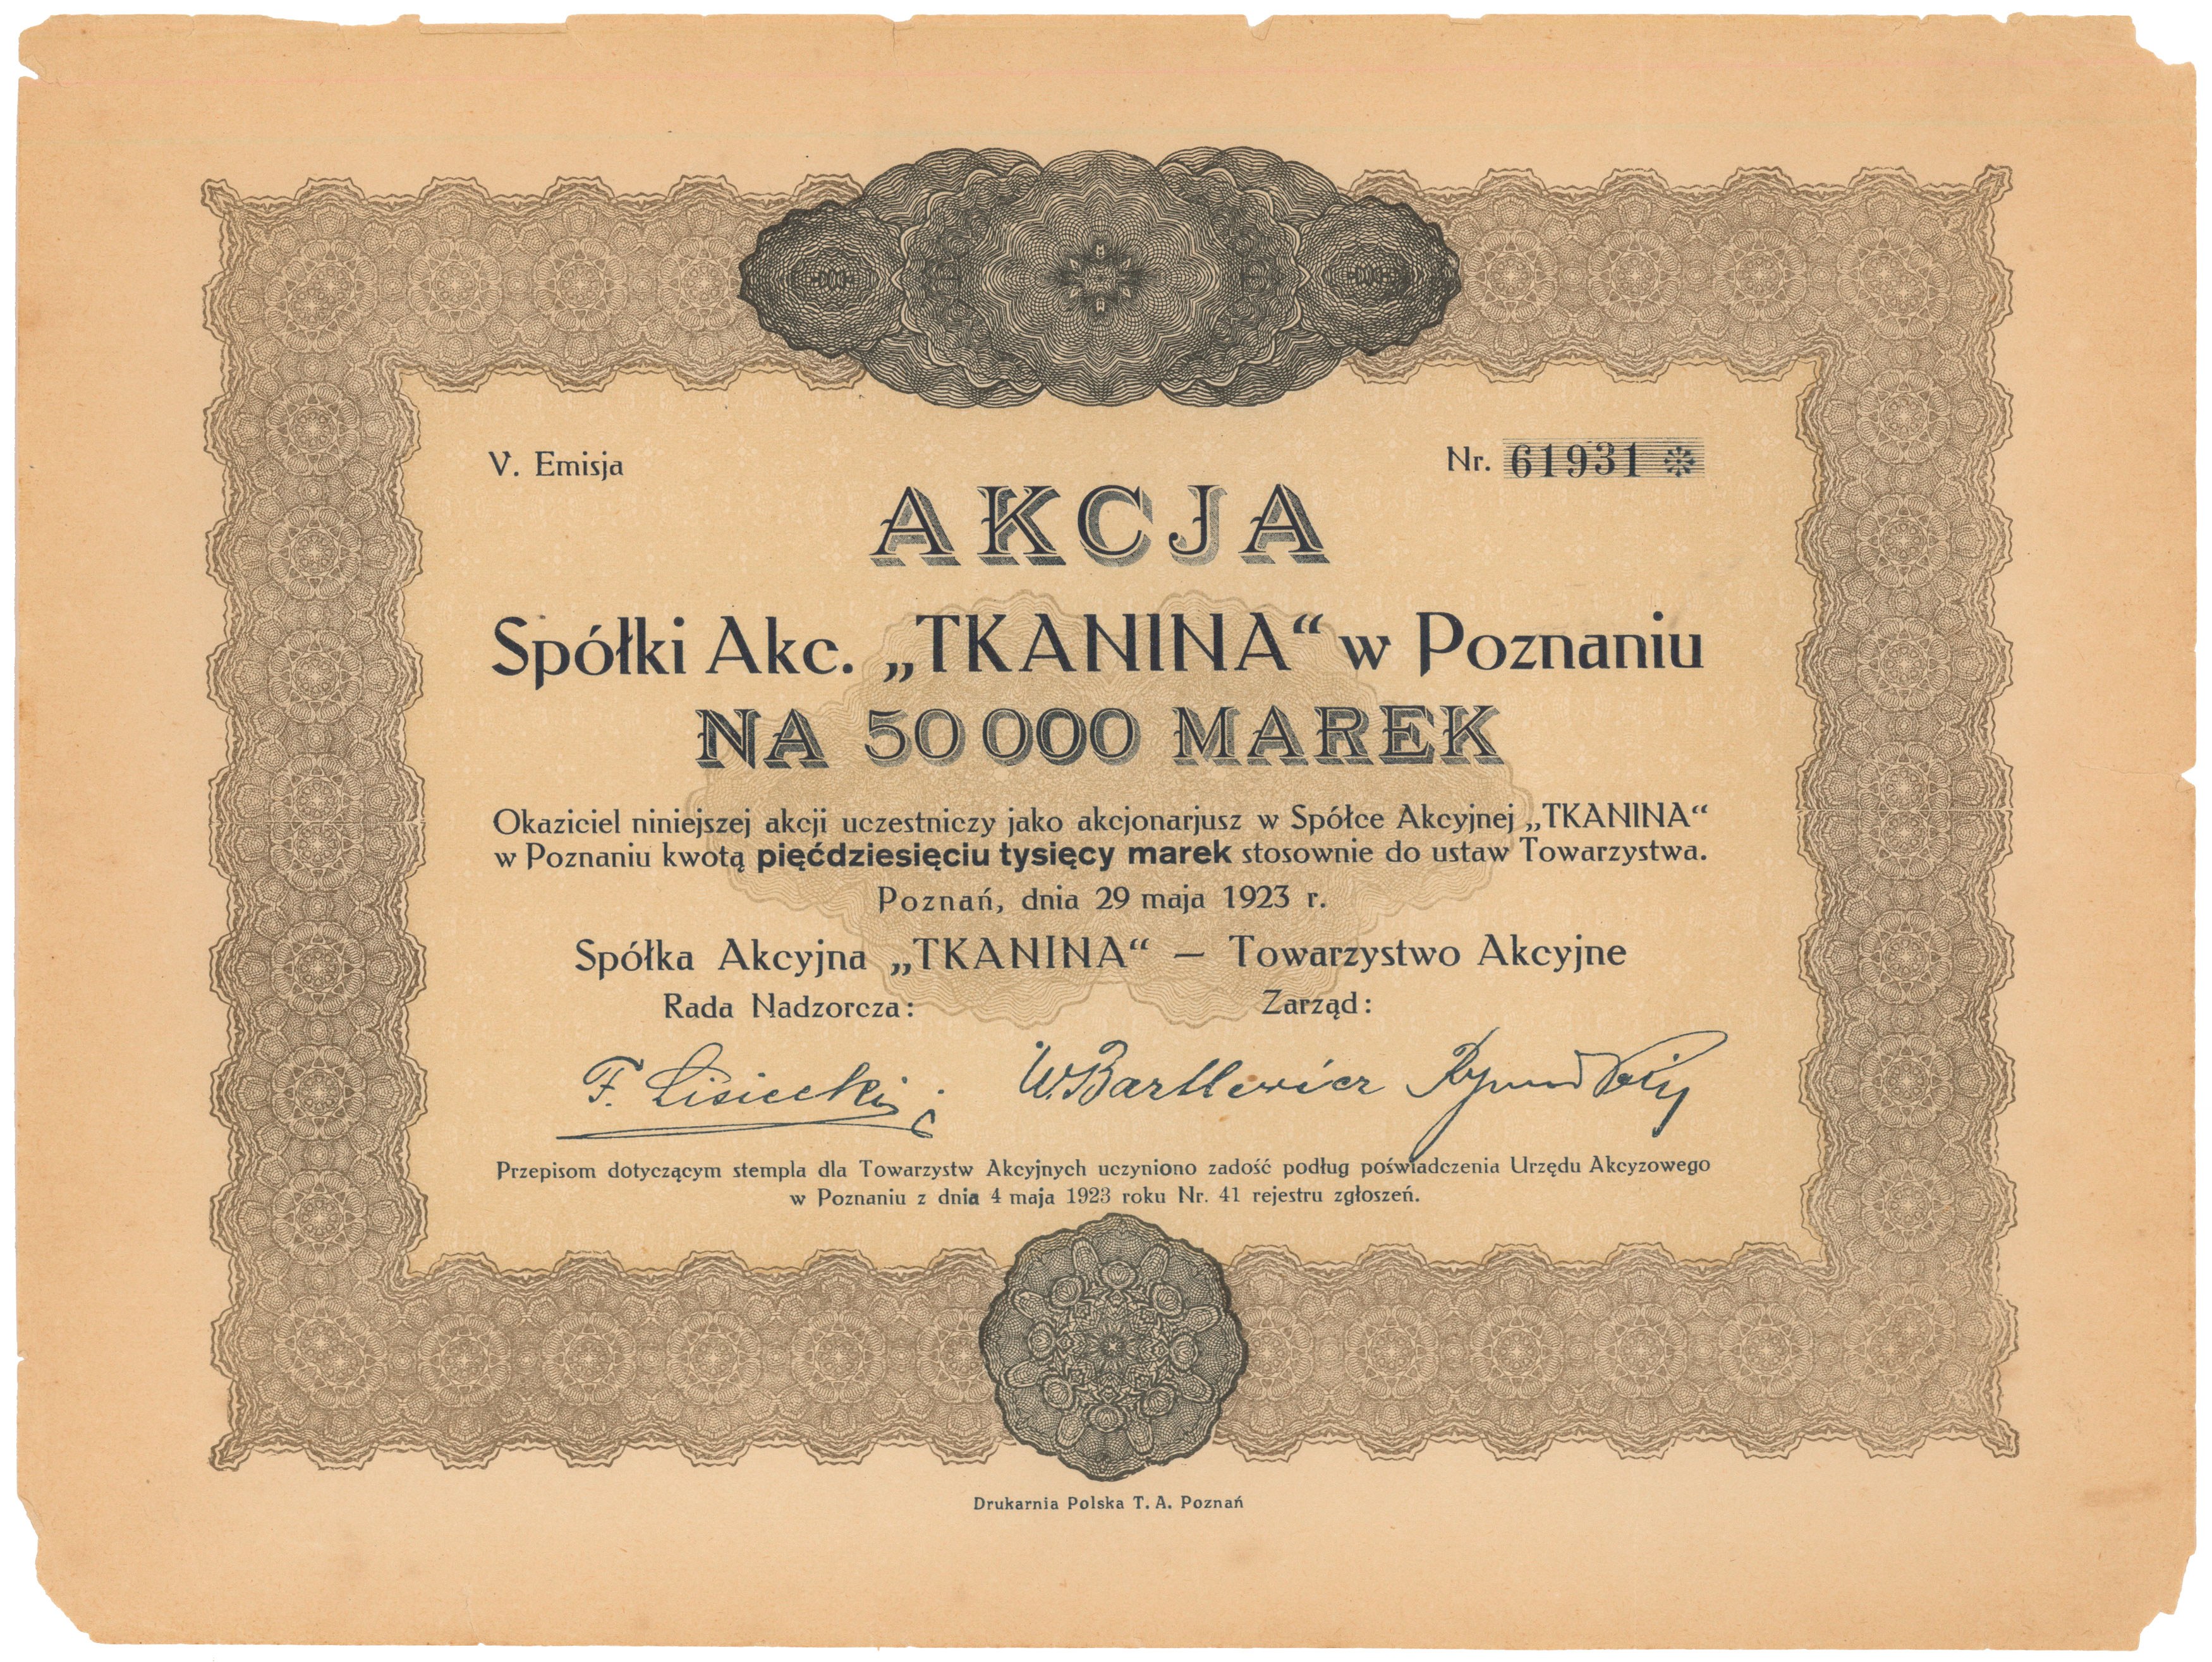 V. Emisja
Nr. 61931 *
AKCJA
Spółki Akc. „TKANINA“ w Poznaniu
NA 50 000 MAREK
Okaziciel niniejszej akcji uczestniczy jako akcjonarjusz w Spółce Akcyjnej „TKANINA“
w Poznaniu kwotą pięćdziesięciu tysięcy marek stosownie do ustaw Towarzystwa.
Poznań, dnia 29 maja 1923 r.
Spółka Akcyjna „TKANINA“ — Towarzystwo Akcyjne
Rada Nadzorcza: Zarząd:
F. Lisiecki W. Bartlewicz
Przepisom dotyczącym stempla dla Towarzystw Akcyjnych uczyniono zadość podług poświadczenia Urzędu Akcyzowego
w Poznaniu z dnia 4 maja 1923 roku Nr. 41 rejestru zgłoszeń.
Drukarnia Polska T. A. Poznań